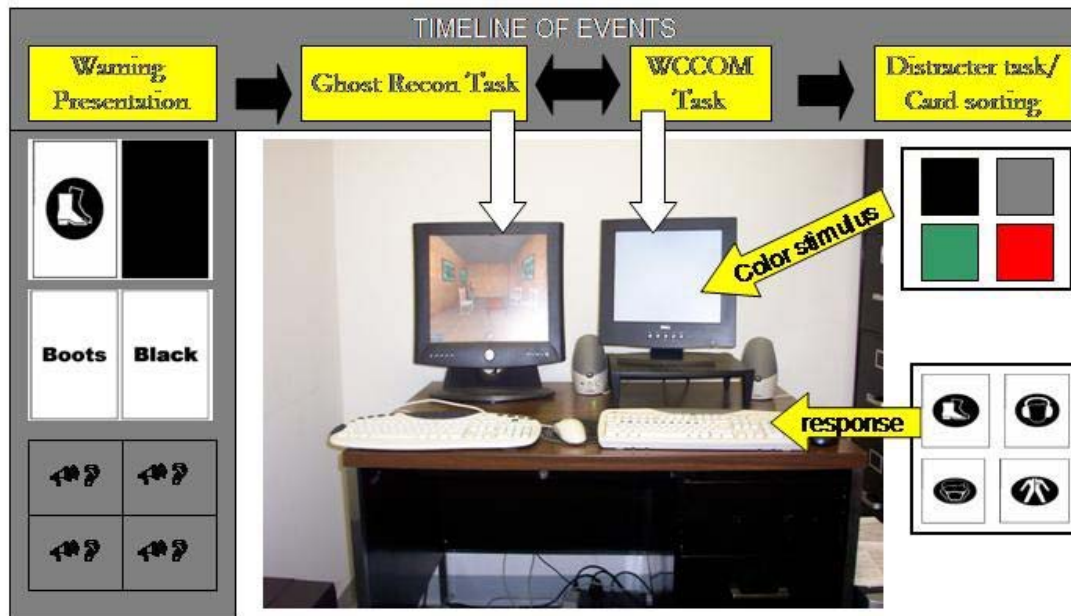 TIMELINE OF EVENTS
Warning
Presentation
Ghost Recon Task
WCCOM
Task
Distracter task/
Card sorting
Boots
Black
Color stimulus
response